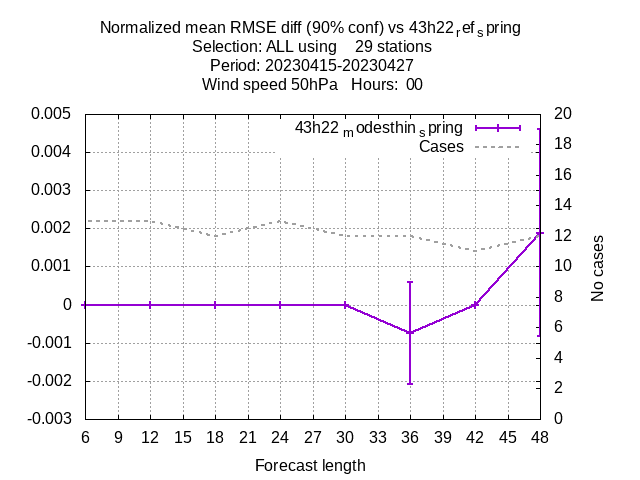 Normalized mean RMSE diff (90% conf) vs 43h22refspring
Selection: ALL using 29 stations
Period: 20230415-20230427
Wind speed 50hPa Hours: 00
43h22modesthinspring
Cases
0.005
0.004
0.003
0.002
0.001
0
-0.001
-0.002
-0.003
20
18
16
14
12
10
8
6
4
2
0
No cases
6 9 12 15 18 21 24 27 30 33 36 39 42 45 48
Forecast length